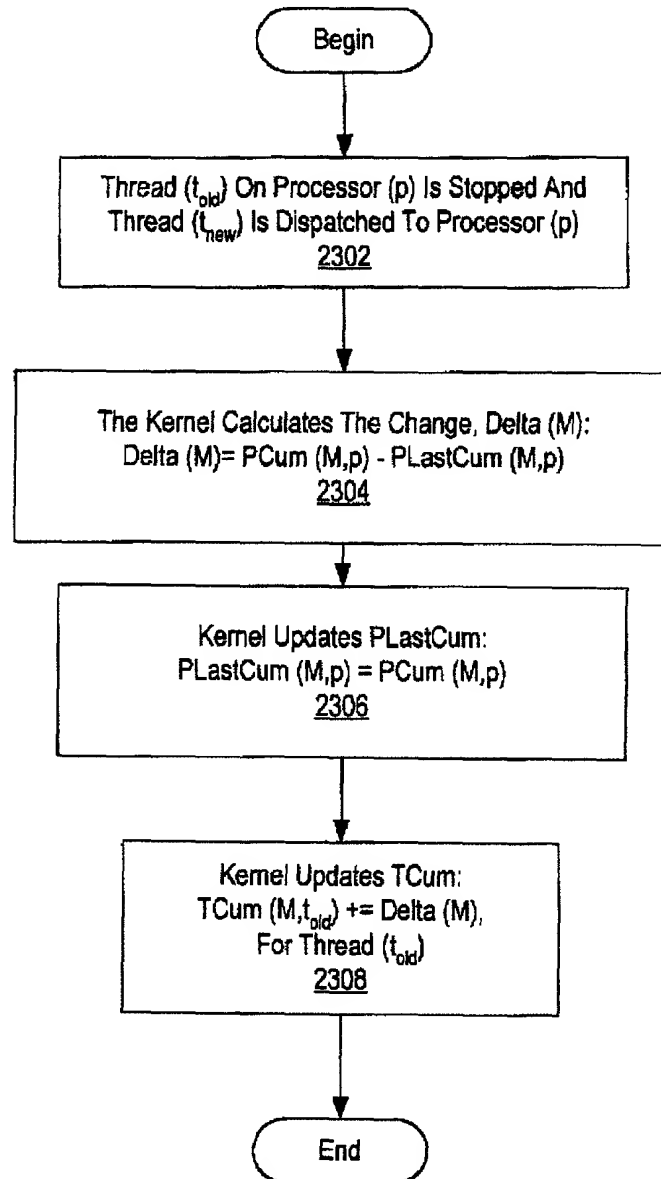 Begin
Thread (t_old) On Processor (p) Is Stopped And
Thread (t_new) Is Dispatched To Processor (p)
2302
The Kernel Calculates The Change, Delta (M):
Delta (M)= PCum (M,p) - PLastCum (M,p)
2304
Kernel Updates PLastCum:
PLastCum (M,p) = PCum (M,p)
2306
Kernel Updates TCum:
TCum (M,t_old) += Delta (M),
For Thread (t_old)
2308
End